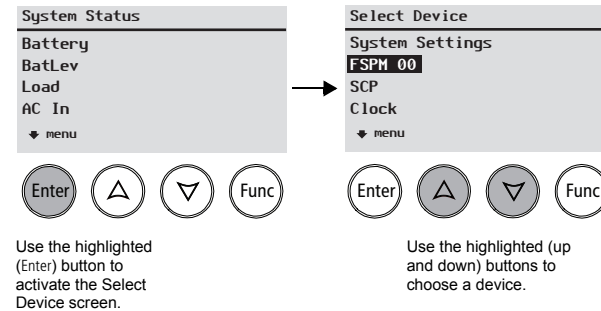 System Status
Battery
BatLev
Load
AC In
menu
Enter
Func
Use the highlighted
(Enter) button to
activate the Select
Device screen.
Select Device
System Settings
FSPM 00
SCP
Clock
menu
Enter
Func
Use the highlighted (up
and down) buttons to
choose a device.